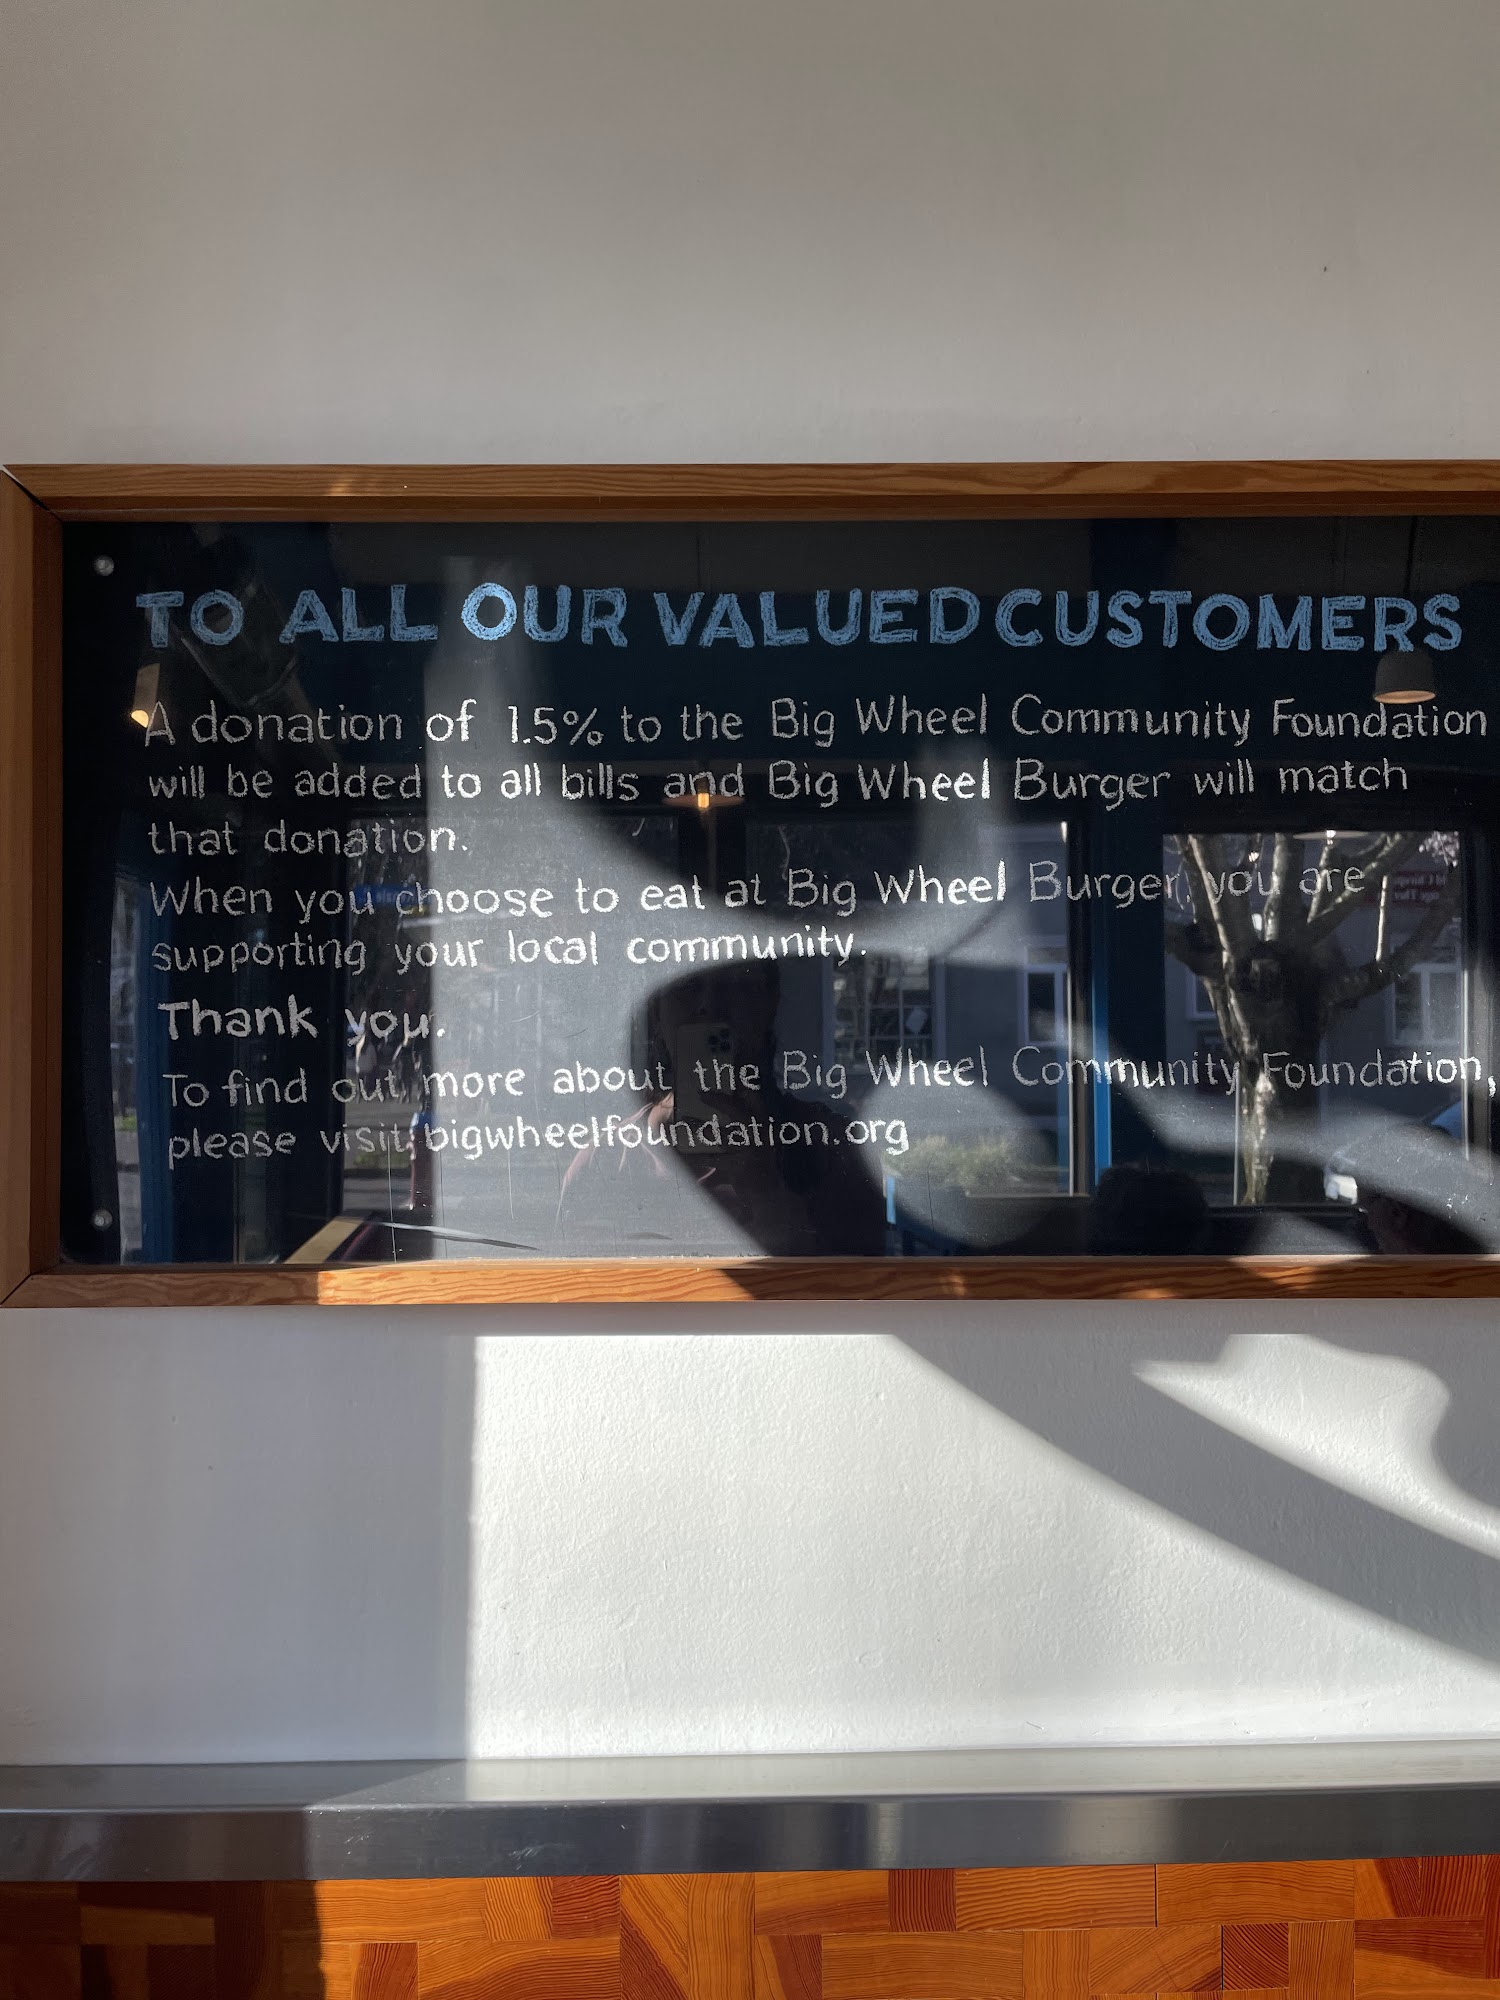 TO ALL OUR VALUED CUSTOMERS
A donation of 1.5% to the Big Wheel Community Foundation
will be added to all bills and Big Wheel Burger will match
that donation.
When you choose to eat at Big Wheel Burger, you are
supporting your local community.
Thank you.
To find out more about the Big Wheel Community Foundation,
please visit bigwheelfoundation.org